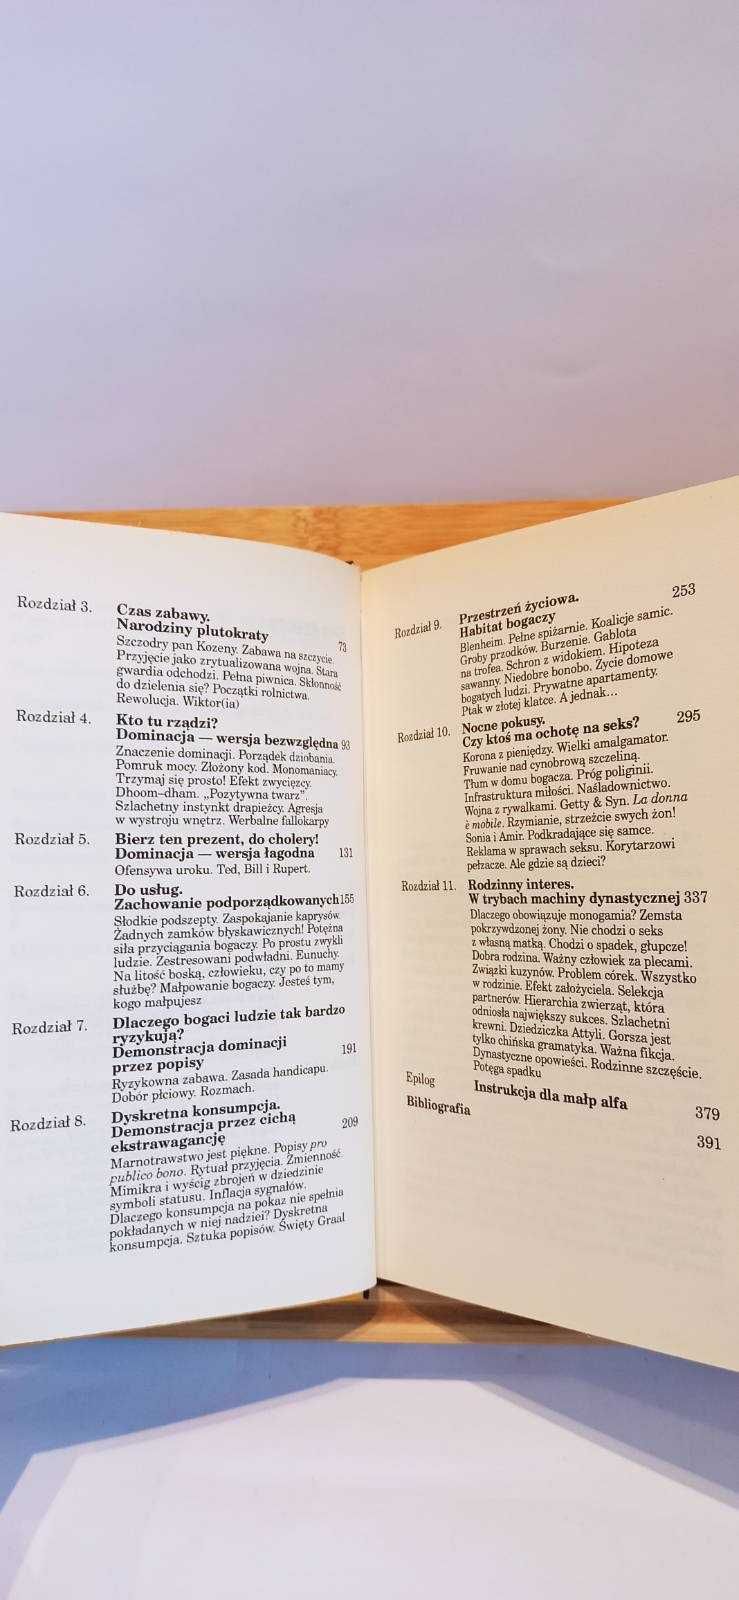 Rozdział 3. Czas zabawy.
Narodziny plutokraty 73
Szczodry pan Kozeny. Zabawa na szczycie.
Przyjęcie jako zrytualizowana wojna. Stara
gwardia odchodzi. Pełna piwnica. Skłonność
do dzielenia się? Początki rolnictwa.
Rewolucja. Wiktor(ia)
Rozdział 4. Kto tu rządzi?
Dominacja — wersja bezwzględna 93
Znaczenie dominacji. Porządek dziobania.
Pomruk mocy. Złożony kod. Monomaniacy.
Trzymaj się prosto! Efekt zwycięzcy.
Dhoom–dham. „Pozytywna twarz”.
Szlachetny instynkt drapieżcy. Agresja
w wystroju wnętrz. Werbalne fallokarpy
Rozdział 5. Bierz ten prezent, do cholery!
Dominacja — wersja łagodna 131
Ofensywa uroku. Ted, Bill i Rupert.
Rozdział 6. Do usług.
Zachowanie podporządkowanych 155
Słodkie podszepty. Zaspokajanie kaprysów.
Żadnych zamków błyskawicznych! Potężna
siła przyciągania bogaczy. Po prostu zwykli
ludzie. Zestresowani podwładni. Eunuchy.
Na litość boską, człowieku, czy po to mamy
służbę? Małpowanie bogaczy. Jesteś tym,
kogo małpujesz
Rozdział 7. Dlaczego bogaci ludzie tak bardzo
ryzykują?
Demonstracja dominacji
przez popisy 191
Ryzykowna zabawa. Zasada handicapu.
Dobór płciowy. Rozmach.
Rozdział 8. Dyskretna konsumpcja.
Demonstracja przez cichą
ekstrawagancję 209
Marnotrawstwo jest piękne. Popisy pro
publico bono. Rytuał przyjęcia. Zmienność.
Mimikra i wyścig zbrojeń w dziedzinie
symboli statusu. Inflacja sygnałów.
Dlaczego konsumpcja na pokaz nie spełnia
pokładanych w niej nadziei? Dyskretna
konsumpcja. Sztuka popisów. Święty Graal
Rozdział 9. Przestrzeń życiowa.
Habitat bogaczy 253
Blenheim. Pełne spiżarnie. Koalicje samic.
Groby przodków. Burzenie. Gablota
na trofea. Schron z widokiem. Hipoteza
sawanny. Niedobre bonobo. Życie domowe
bogatych ludzi. Prywatne apartamenty.
Ptak w złotej klatce. A jednak...
Rozdział 10. Nocne pokusy.
Czy ktoś ma ochotę na seks? 295
Korona z pieniędzy. Wielki amalgamator.
Fruwanie nad cynobrową szczeliną.
Tłum w domu bogacza. Próg poliginii.
Infrastruktura miłości. Naśladownictwo.
Wojna z rywalkami. Getty & Syn. La donna
è mobile. Rzymianie, strzeżcie swych żon!
Sonia i Amir. Podkradające się samce.
Reklama w sprawach seksu. Korytarzowi
pełzacze. Ale gdzie są dzieci?
Rozdział 11. Rodzinny interes.
W trybach machiny dynastycznej 337
Dlaczego obowiązuje monogamia? Zemsta
pokrzywdzonej żony. Nie chodzi o seks
z własną matką. Chodzi o spadek, głupcze!
Dobra rodzina. Ważny człowiek za plecami.
Związki kuzynów. Problem córek. Wszystko
w rodzinie. Efekt założyciela. Selekcja
partnerów. Hierarchia zwierząt, która
odniosła największy sukces. Szlachetni
krewni. Dziedziczka Attyli. Gorsza jest
tylko chińska gramatyka. Ważna fikcja.
Dynastyczne opowieści. Rodzinne szczęście.
Potęga spadku
Epilog Instrukcja dla małp alfa 379
Bibliografia 391